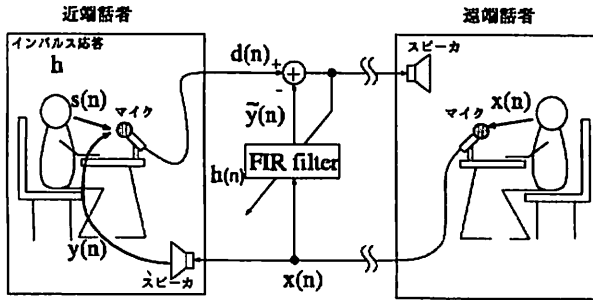 近端話者
遠端話者
インパルス応答
h
s(n)
マイク
d(n)
+
+
-
ỹ(n)
スピーカ
マイク
x(n)
FIR filter
h(n)
y(n)
スピーカ
x(n)